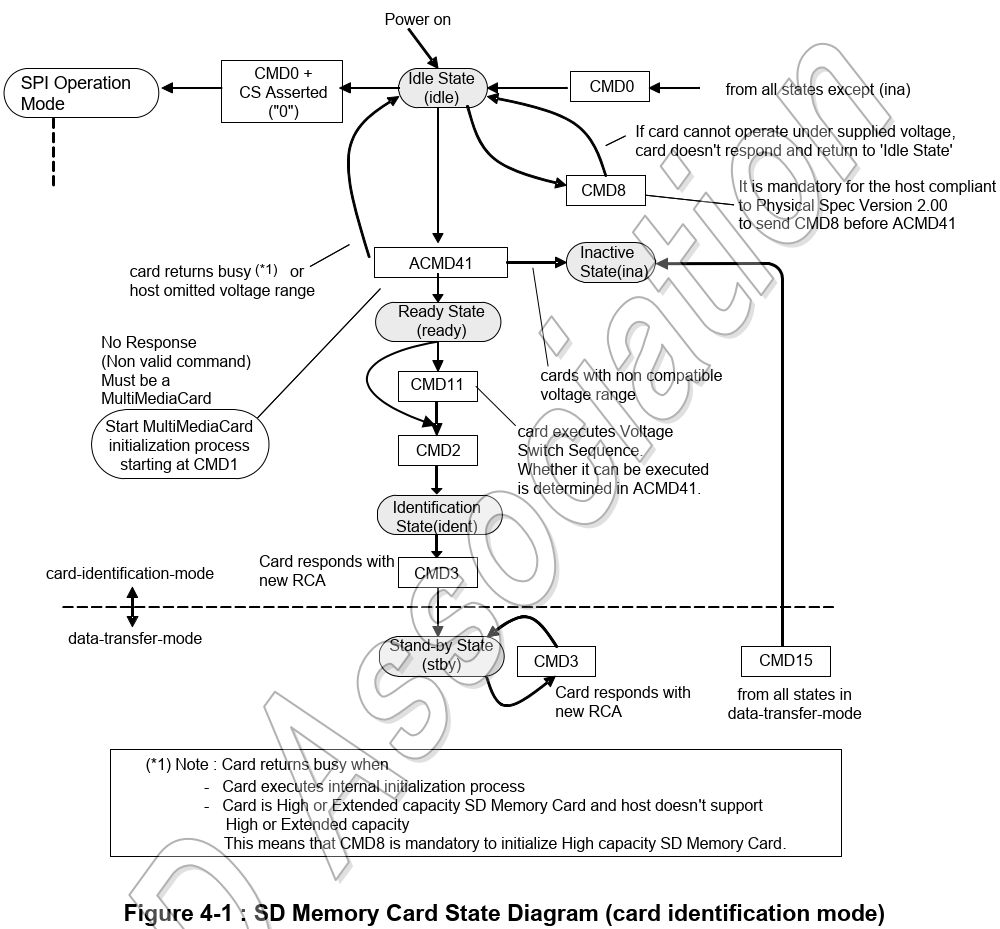 Power on
SPI Operation
Mode
CMD0 +
CS Asserted
("0")
Idle State
(idle)
CMD0
from all states except (ina)
If card cannot operate under supplied voltage,
card doesn't respond and return to 'Idle State'
CMD8
It is mandatory for the host compliant
to Physical Spec Version 2.00
to send CMD8 before ACMD41
card returns busy (*1) or
host omitted voltage range
ACMD41
Inactive
State(ina)
Ready State
(ready)
No Response
(Non valid command)
Must be a
MultiMediaCard
cards with non compatible
voltage range
CMD11
Start MultiMediaCard
initialization process
starting at CMD1
CMD2
card executes Voltage
Switch Sequence.
Whether it can be executed
is determined in ACMD41.
Identification
State(ident)
Card responds with
new RCA
CMD3
card-identification-mode
data-transfer-mode
Stand-by State
(stby)
CMD3
Card responds with
new RCA
CMD15
from all states in
data-transfer-mode
(*1) Note : Card returns busy when
- Card executes internal initialization process
- Card is High or Extended capacity SD Memory Card and host doesn't support
High or Extended capacity
This means that CMD8 is mandatory to initialize High capacity SD Memory Card.
Figure 4-1 : SD Memory Card State Diagram (card identification mode)
D Association